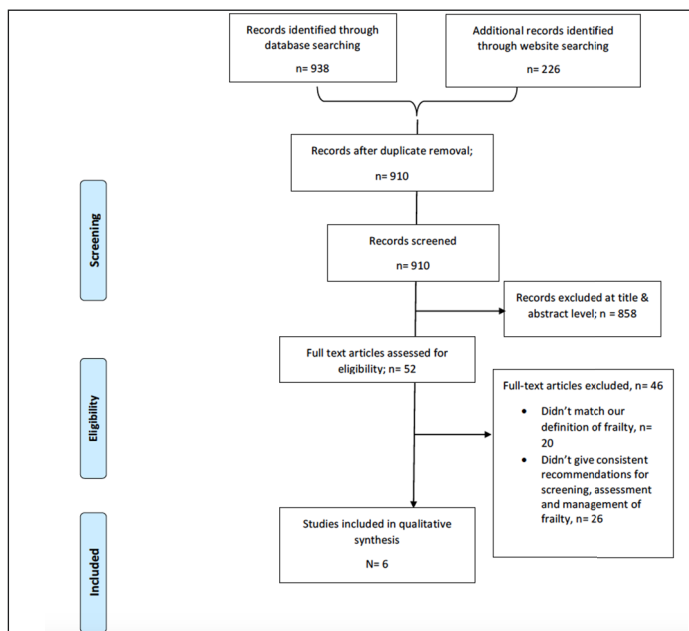 Records identified through
database searching
n= 938
Additional records identified
through website searching
n= 226
Records after duplicate removal;
n= 910
Screening
Records screened
n= 910
Records excluded at title &
abstract level; n = 858
Full text articles assessed for
eligibility; n= 52
Eligibility
Full-text articles excluded, n= 46
• Didn't match our
definition of frailty, n=
20
• Didn't give consistent
recommendations for
screening, assessment
and management of
frailty, n= 26
Included
Studies included in qualitative
synthesis
N= 6